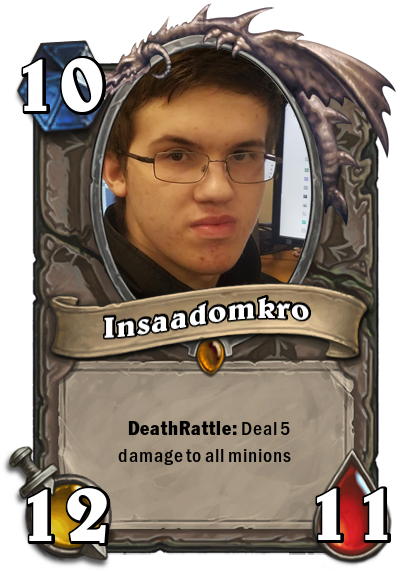 10
Insaadomkro
DeathRattle: Deal 5
damage to all minions
12
11